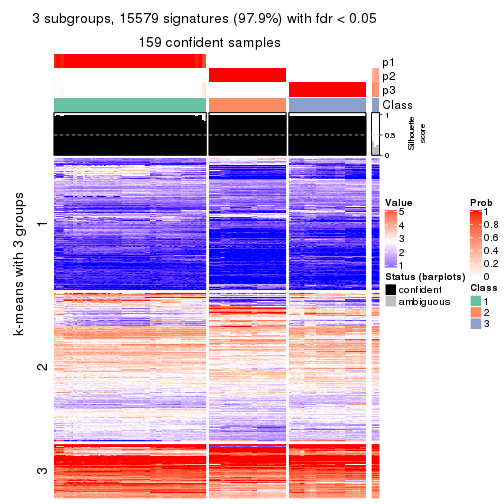 3 subgroups, 15579 signatures (97.9%) with fdr < 0.05
159 confident samples
p1
p2
p3
Class
1
0.5
0
Silhouette
score
k-means with 3 groups
1
2
3
Value
5
4
3
2
1
Status (barplots)
confident
ambiguous
Prob
1
0.8
0.6
0.4
0.2
0
Class
1
2
3